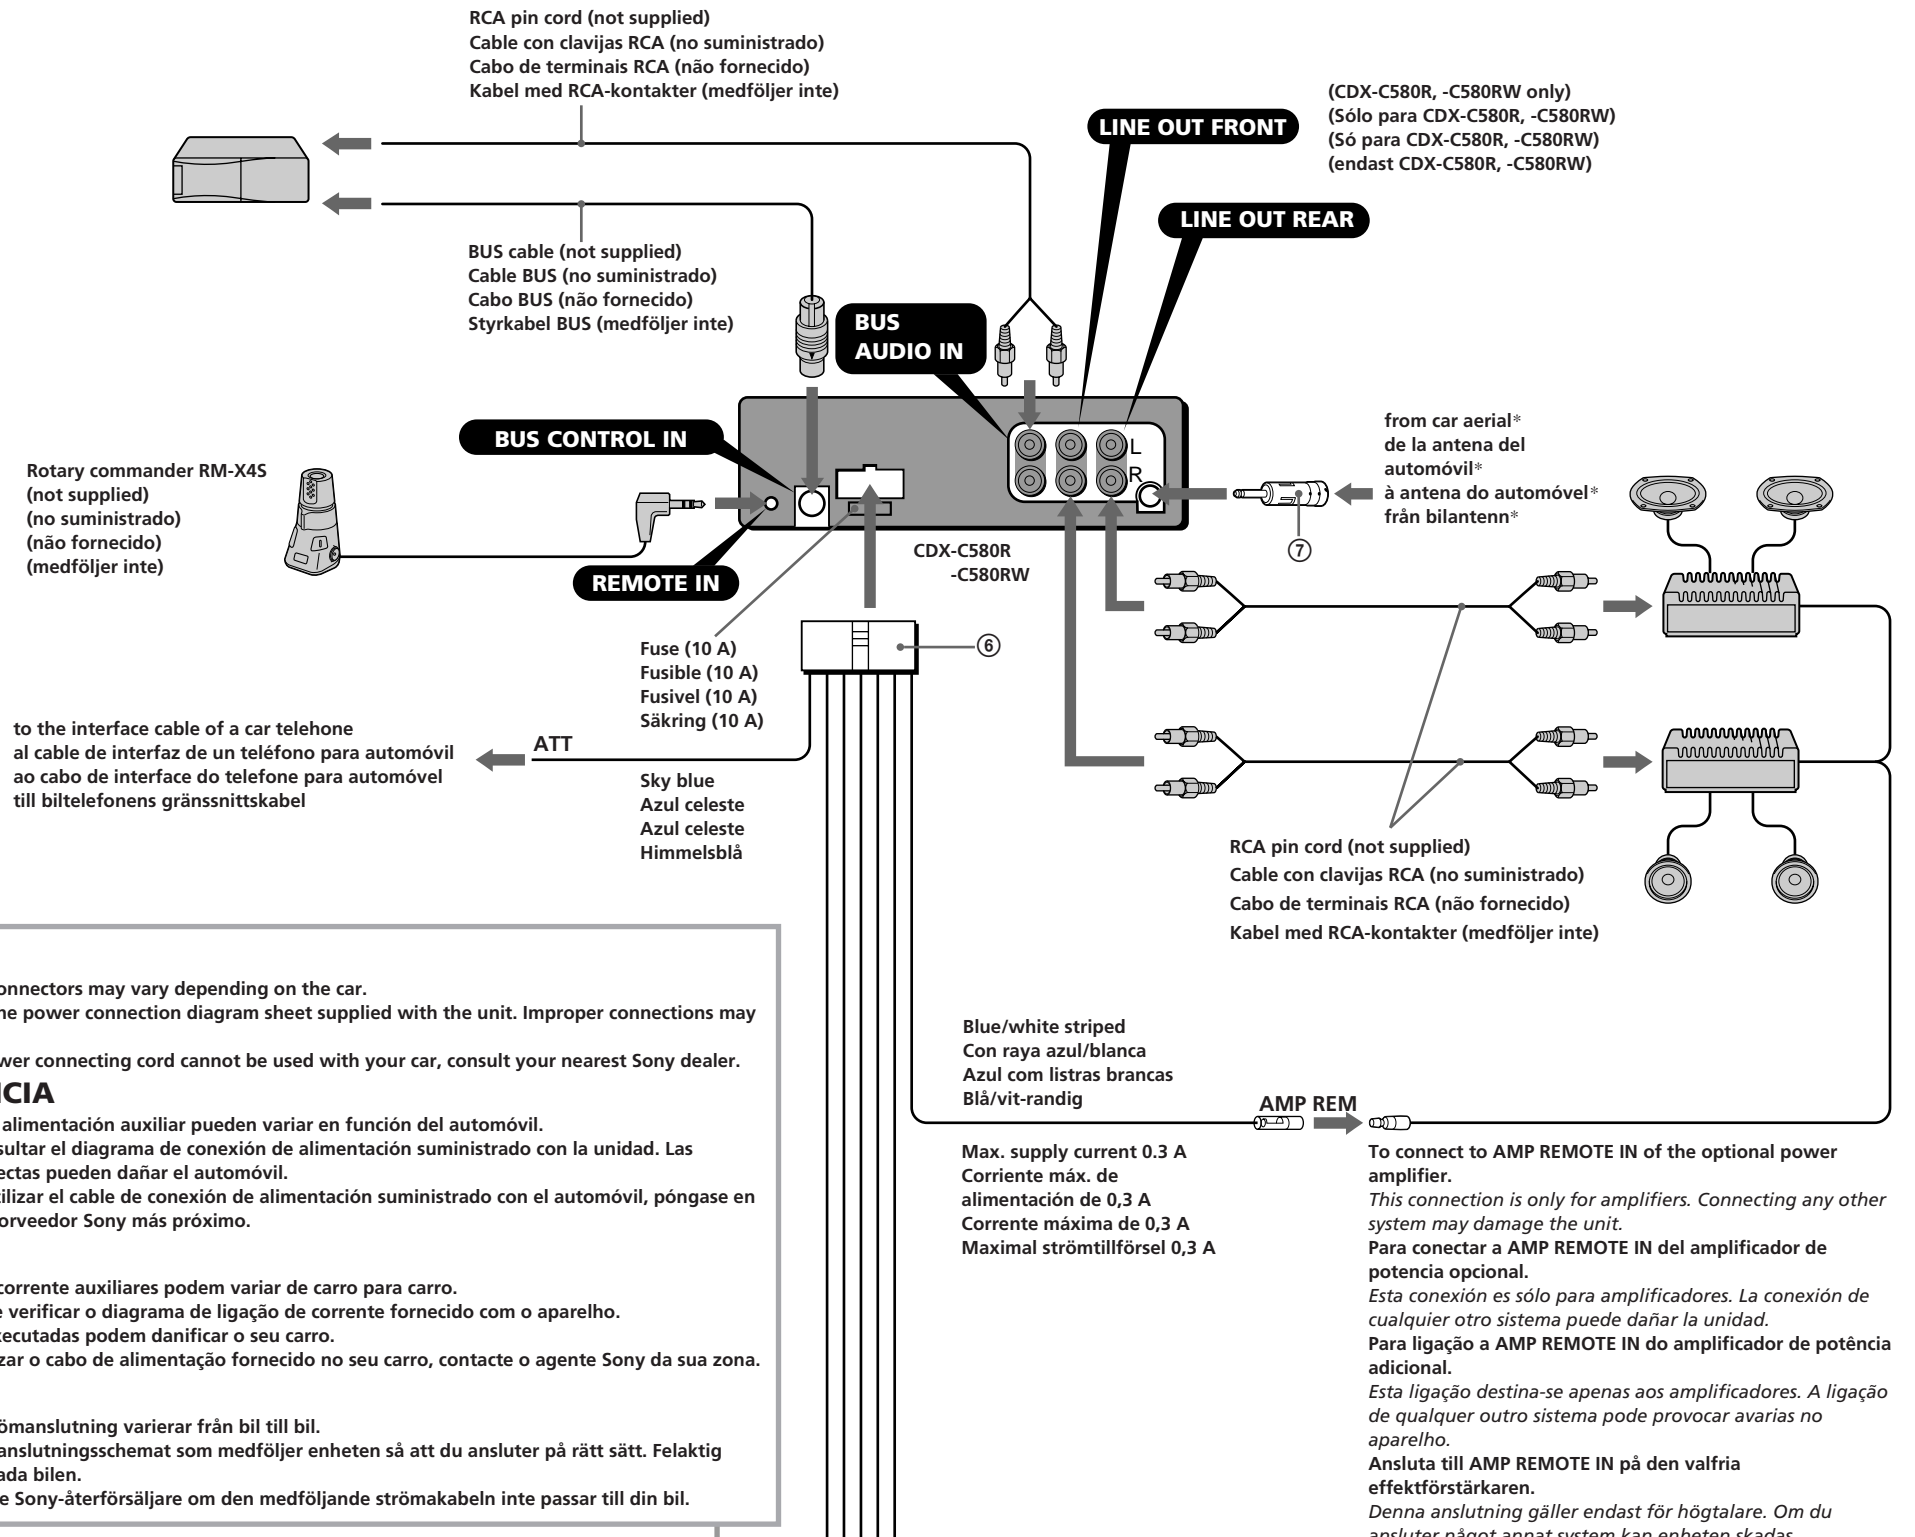 RCA pin cord (not supplied)
Cable con clavijas RCA (no suministrado)
Cabo de terminais RCA (não fornecido)
Kabel med RCA-kontakter (medföljer inte)
(CDX-C580R, -C580RW only)
(Sólo para CDX-C580R, -C580RW)
(Só para CDX-C580R, -C580RW)
(endast CDX-C580R, -C580RW)
LINE OUT FRONT
LINE OUT REAR
BUS cable (not supplied)
Cable BUS (no suministrado)
Cabo BUS (não fornecido)
Styrkabel BUS (medföljer inte)
BUS
AUDIO IN
BUS CONTROL IN
L
R
from car aerial*
de la antena del
automóvil*
à antena do automóvel*
från bilantenn*
Rotary commander RM-X4S
(not supplied)
(no suministrado)
(não fornecido)
(medföljer inte)
⑦
REMOTE IN
CDX-C580R
-C580RW
Fuse (10 A)
Fusible (10 A)
Fusivel (10 A)
Säkring (10 A)
⑥
to the interface cable of a car telehone
al cable de interfaz de un teléfono para automóvil
ao cabo de interface do telefone para automóvel
till biltelefonens gränssnittskabel
ATT
Sky blue
Azul celeste
Azul celeste
Himmelsblå
RCA pin cord (not supplied)
Cable con clavijas RCA (no suministrado)
Cabo de terminais RCA (não fornecido)
Kabel med RCA-kontakter (medföljer inte)
onnectors may vary depending on the car.
ne power connection diagram sheet supplied with the unit. Improper connections may
wer connecting cord cannot be used with your car, consult your nearest Sony dealer.
ICIA
alimentación auxiliar pueden variar en función del automóvil.
sultar el diagrama de conexión de alimentación suministrado con la unidad. Las
ectas pueden dañar el automóvil.
tilizar el cable de conexión de alimentación suministrado con el automóvil, póngase en
orveedor Sony más próximo.
corrente auxiliares podem variar de carro para carro.
e verificar o diagrama de ligação de corrente fornecido com o aparelho.
xecutadas podem danificar o seu carro.
zar o cabo de alimentação fornecido no seu carro, contacte o agente Sony da sua zona.
ömanslutning varierar från bil till bil.
anslutningsschemat som medföljer enheten så att du ansluter på rätt sätt. Felaktig
ada bilen.
e Sony-återförsäljare om den medföljande strömakabeln inte passar till din bil.
Blue/white striped
Con raya azul/blanca
Azul com listras brancas
Blå/vit-randig
AMP REM
Max. supply current 0.3 A
Corriente máx. de
alimentación de 0,3 A
Corrente máxima de 0,3 A
Maximal strömtillförsel 0,3 A
To connect to AMP REMOTE IN of the optional power
amplifier.
This connection is only for amplifiers. Connecting any other
system may damage the unit.
Para conectar a AMP REMOTE IN del amplificador de
potencia opcional.
Esta conexión es sólo para amplificadores. La conexión de
cualquier otro sistema puede dañar la unidad.
Para ligação a AMP REMOTE IN do amplificador de potência
adicional.
Esta ligação destina-se apenas aos amplificadores. A ligação
de qualquer outro sistema pode provocar avarias no
aparelho.
Ansluta till AMP REMOTE IN på den valfria
effektförstärkaren.
Denna anslutning gäller endast för högtalare. Om du
ansluter något annat system kan enheten skadas